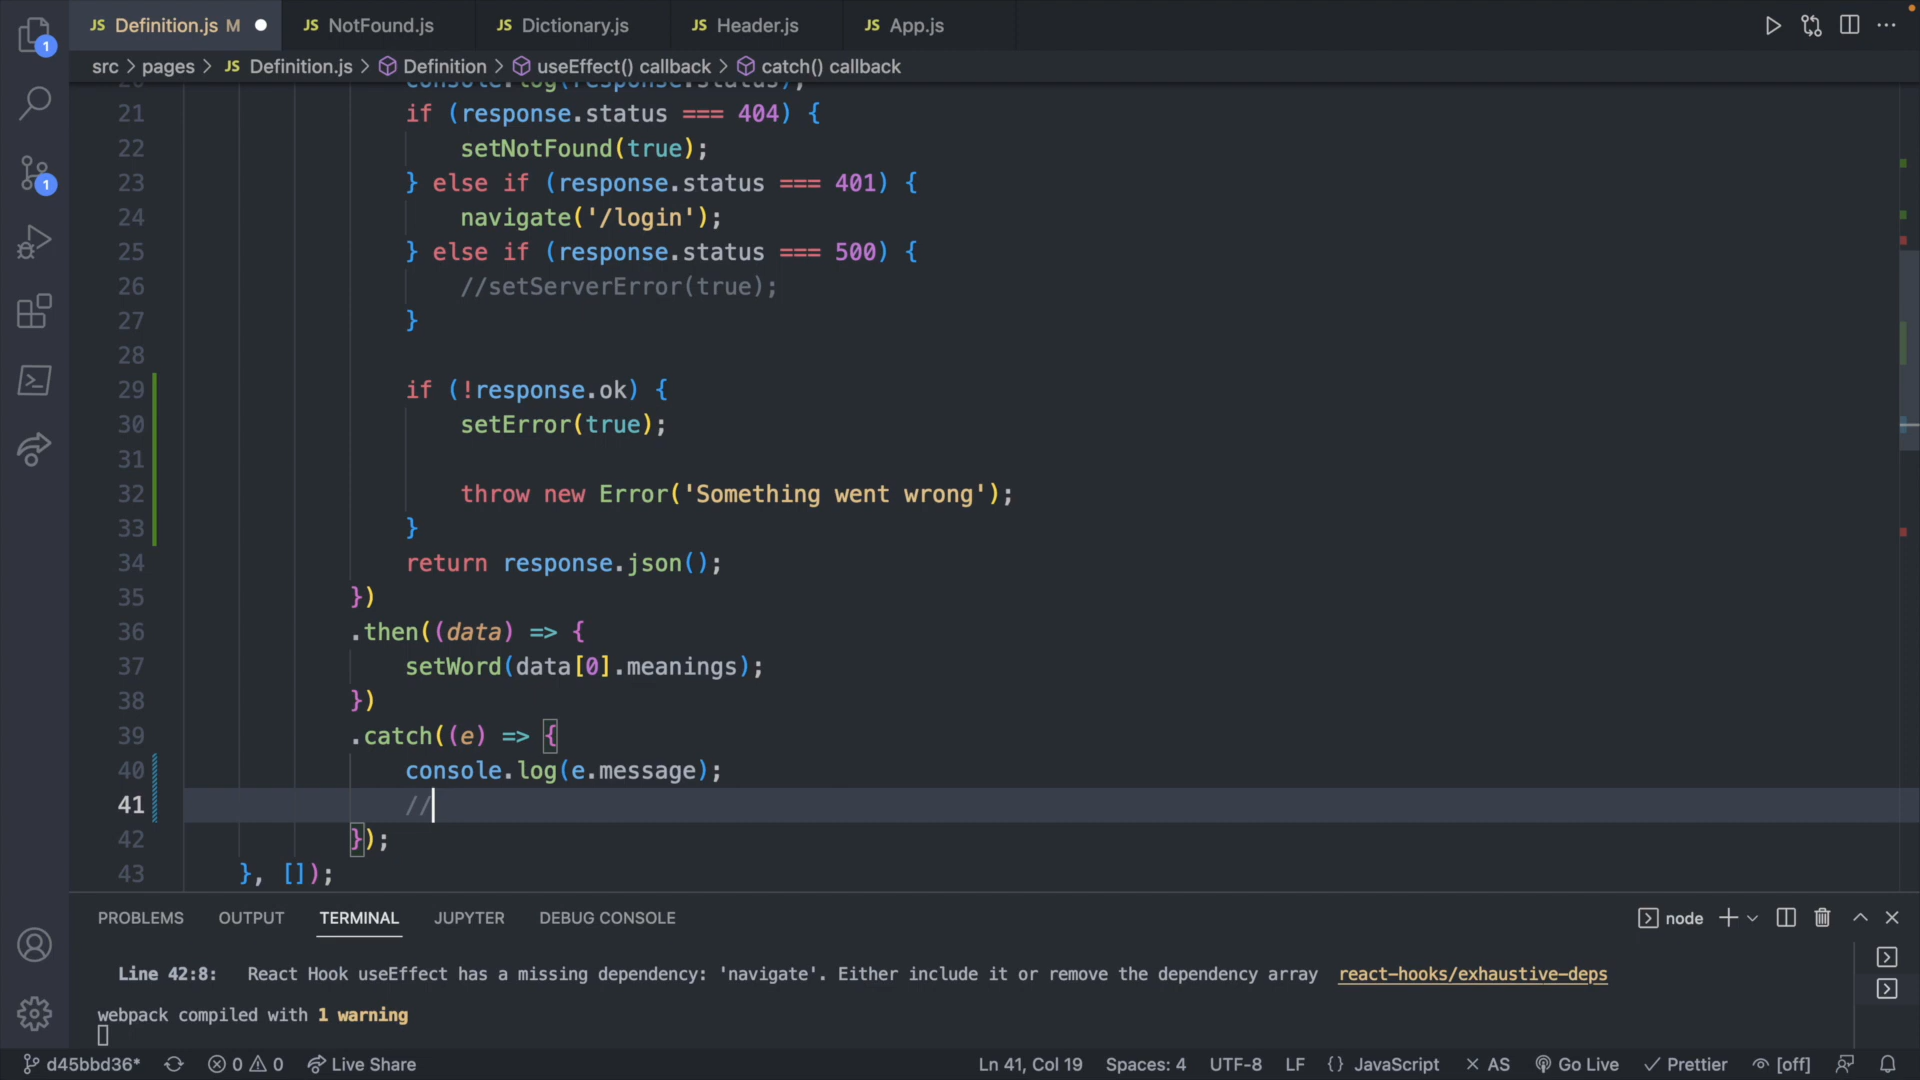 JS Definition.js M
JS NotFound.js
JS Dictionary.js
JS Header.js
JS App.js
src > pages > JS Definition.js > Definition > useEffect() callback > catch() callback
20 console.log(response.status);
21 if (response.status === 404) {
22 setNotFound(true);
23 } else if (response.status === 401) {
24 navigate('/login');
25 } else if (response.status === 500) {
26 //setServerError(true);
27 }
28
29 if (!response.ok) {
30 setError(true);
31
32 throw new Error('Something went wrong');
33 }
34 return response.json();
35 })
36 .then((data) => {
37 setWord(data[0].meanings);
38 })
39 .catch((e) => {
40 console.log(e.message);
41 //
42 });
43 }, []);
1
1
PROBLEMS OUTPUT TERMINAL JUPYTER DEBUG CONSOLE
node
Line 42:8: React Hook useEffect has a missing dependency: 'navigate'. Either include it or remove the dependency array react-hooks/exhaustive-deps
webpack compiled with 1 warning
d45bbd36* 0 0 Live Share Ln 41, Col 19 Spaces: 4 UTF-8 LF {} JavaScript × AS Go Live Prettier [off]